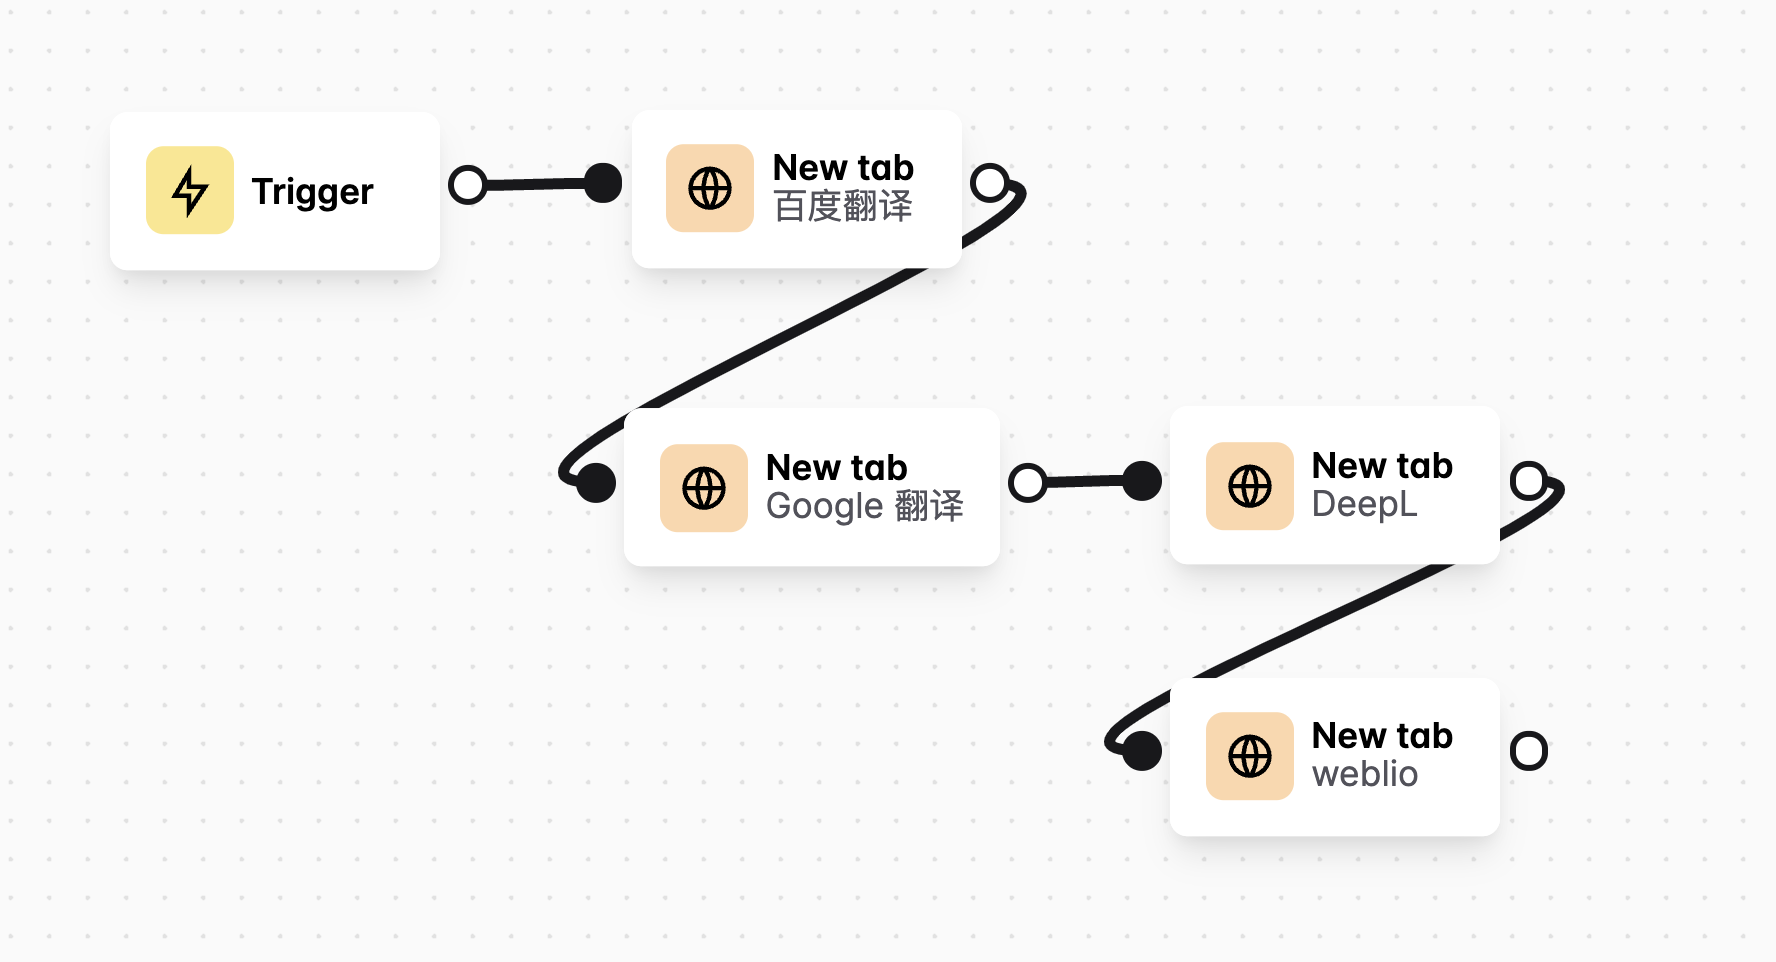 Trigger
New tab
百度翻译
New tab
Google 翻译
New tab
DeepL
New tab
weblio